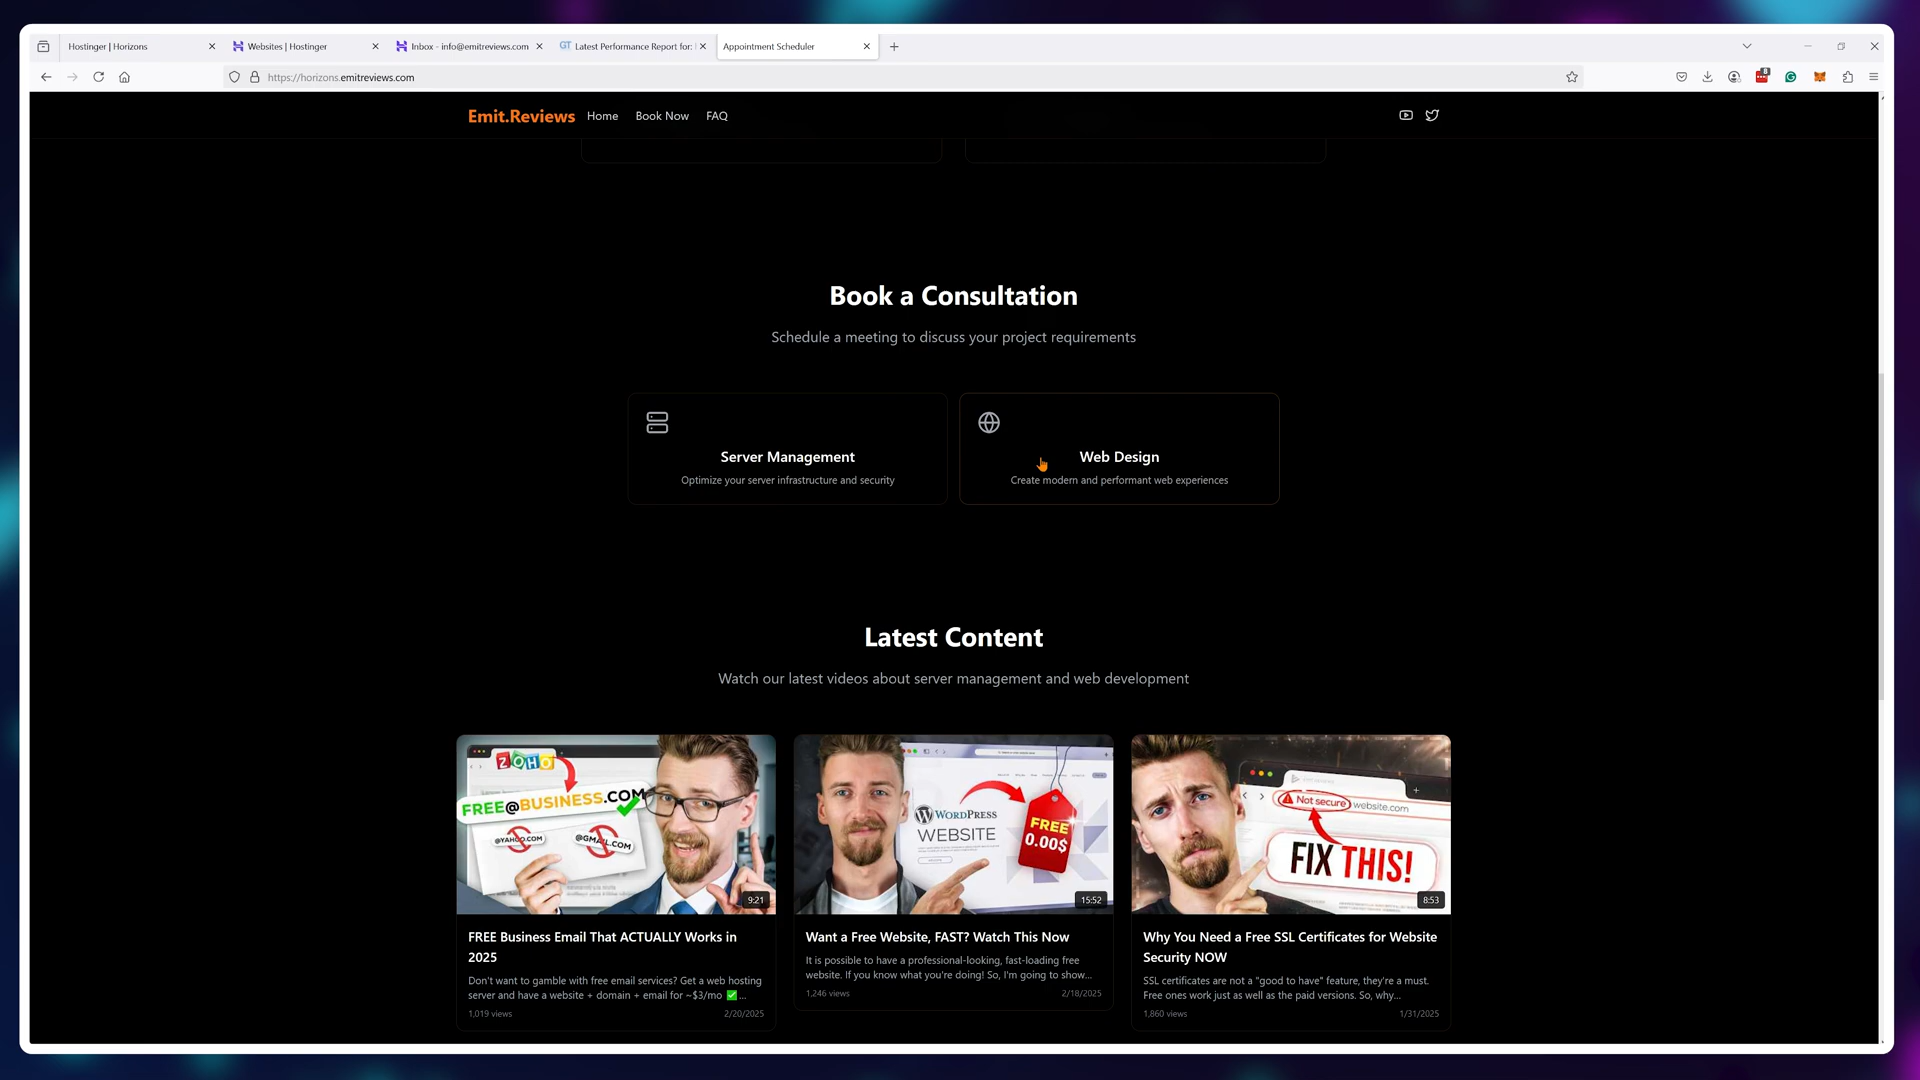 Hostinger | Horizons
Websites | Hostinger
Inbox - info@emitreviews.com
GT Latest Performance Report for:
Appointment Scheduler
https://horizons.emitreviews.com
Emit.Reviews Home Book Now FAQ
Book a Consultation
Schedule a meeting to discuss your project requirements
Server Management
Optimize your server infrastructure and security
Web Design
Create modern and performant web experiences
Latest Content
Watch our latest videos about server management and web development
ZOHO
FREE@BUSINESS.COM
@YAHOO.COM
@GMAIL.COM
9:21
FREE Business Email That ACTUALLY Works in
2025
Don't want to gamble with free email services? Get a web hosting
server and have a website + domain + email for ~$3/mo ✅ ...
1,019 views 2/20/2025
WORDPRESS
WEBSITE
FREE
0.00$
15:52
Want a Free Website, FAST? Watch This Now
It is possible to have a professional-looking, fast-loading free
website. If you know what you're doing! So, I'm going to show...
1,246 views 2/18/2025
Not secure website.com
FIX THIS!
8:53
Why You Need a Free SSL Certificates for Website
Security NOW
SSL certificates are not a "good to have" feature, they're a must.
Free ones work just as well as the paid versions. So, why...
1,860 views 1/31/2025